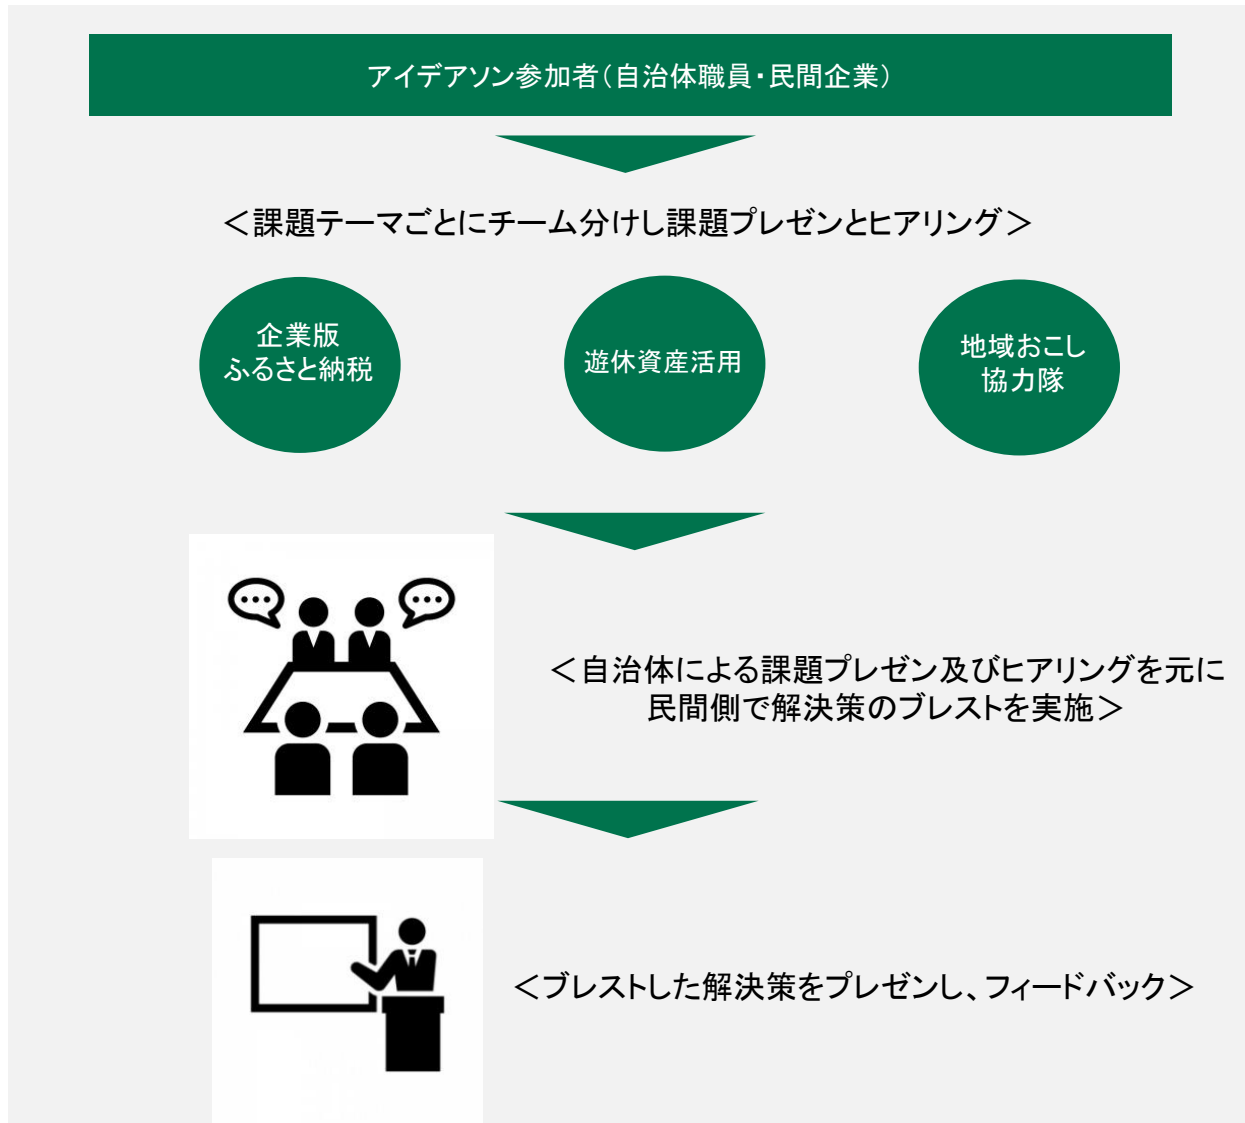 アイデアソン参加者（自治体職員・民間企業）
＜課題テーマごとにチーム分けし課題プレゼンとヒアリング＞
企業版
ふるさと納税
遊休資産活用
地域おこし
協力隊
＜自治体による課題プレゼン及びヒアリングを元に
民間側で解決策のブレストを実施＞
＜ブレストした解決策をプレゼンし、フィードバック＞